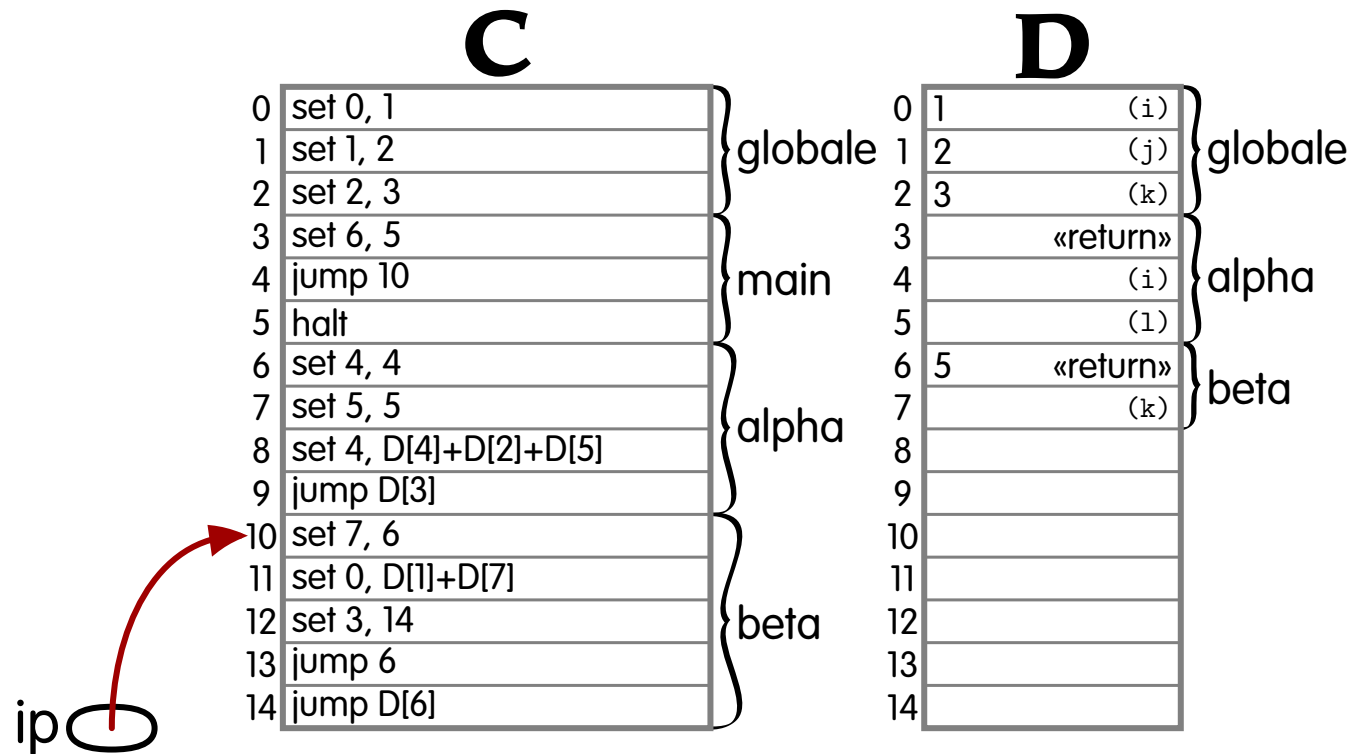 C
0 set 0, 1
1 set 1, 2
2 set 2, 3
globale
3 set 6, 5
4 jump 10
5 halt
main
6 set 4, 4
7 set 5, 5
8 set 4, D[4]+D[2]+D[5]
9 jump D[3]
alpha
10 set 7, 6
11 set 0, D[1]+D[7]
12 set 3, 14
13 jump 6
14 jump D[6]
beta
ip
D
0 1 (i)
1 2 (j)
2 3 (k)
globale
3 «return»
4 (i)
5 (l)
alpha
6 5 «return»
7 (k)
beta
8
9
10
11
12
13
14